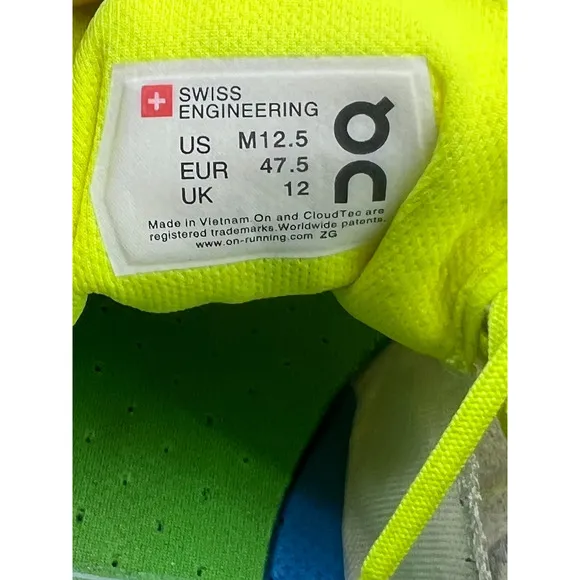 SWISS
ENGINEERING
US M12.5
EUR 47.5
UK 12
Made in Vietnam On and CloudTec are
registered trademarks. Worldwide patents.
www.on-running.com ZG